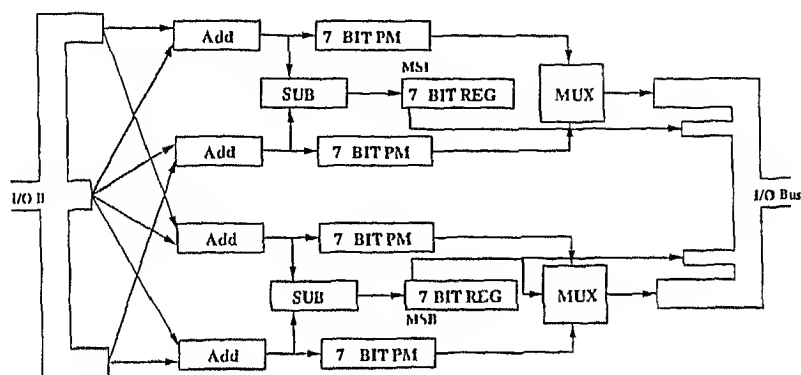 Add
7 BIT PM
MSB
SUB
7 BIT REG
MUX
Add
7 BIT PM
I/O B
I/O Bus
Add
7 BIT PM
SUB
7 BIT REG
MUX
MSB
Add
7 BIT PM